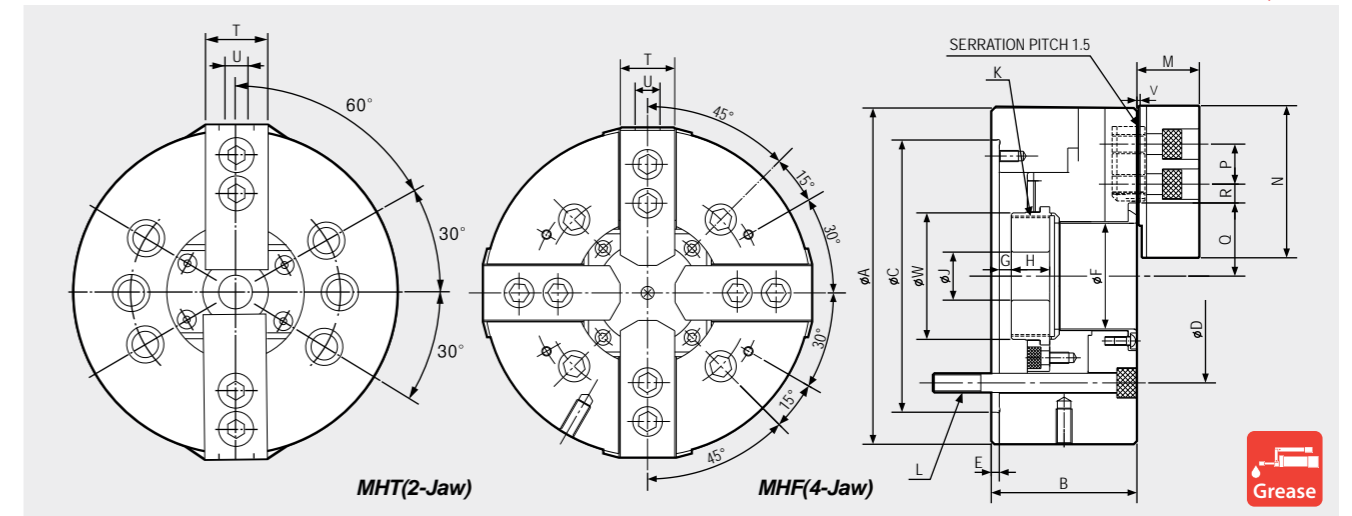 T
U
60°
30°
30°
MHT(2-Jaw)
T
U
45°
15°
30°
30°
15°
45°
MHF(4-Jaw)
SERRATION PITCH 1.5
K
M
V
P
R
N
Q
øA
øC
øW
øJ
G
H
øF
øD
E
L
B
Grease